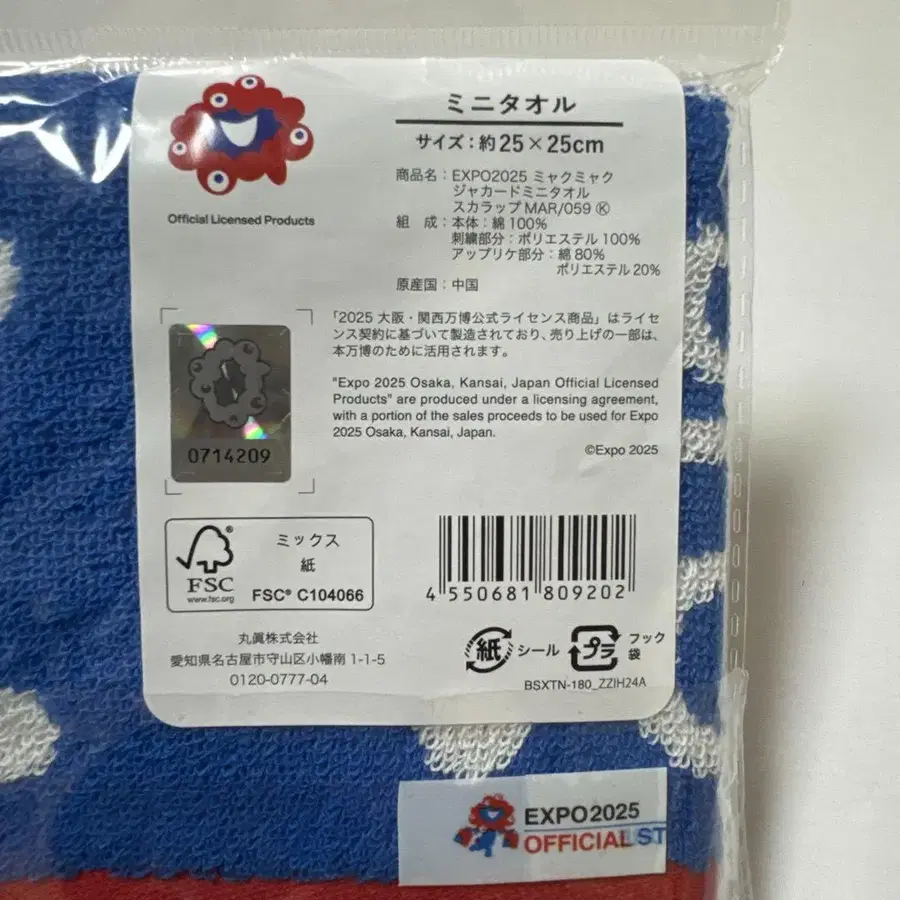 Official Licensed Products
ミニタオル
サイズ：約25×25cm
商品名：EXPO2025 ミャクミャク
ジャカードミニタオル
スカラップMAR/059 Ⓚ
組　成：本体：綿100%
刺繍部分：ポリエステル100%
アップリケ部分：綿80%
ポリエステル20%
原産国：中国
「2025 大阪・関西万博公式ライセンス商品」はライセ
ンス契約に基づいて製造されており、売り上げの一部は、
本万博のために活用されます。
"Expo 2025 Osaka, Kansai, Japan Official Licensed
Products" are produced under a licensing agreement,
with a portion of the sales proceeds to be used for Expo
2025 Osaka, Kansai, Japan.
©Expo 2025
0714209
FSC
www.fsc.org
ミックス
紙
FSC® C104066
4 550681 809202
丸眞株式会社
愛知県名古屋市守山区小幡南 1-1-5
0120-0777-04
紙 シール
プラ フック
袋
BSXTN-180_ZZIH24A
EXPO2025
OFFICIAL ST